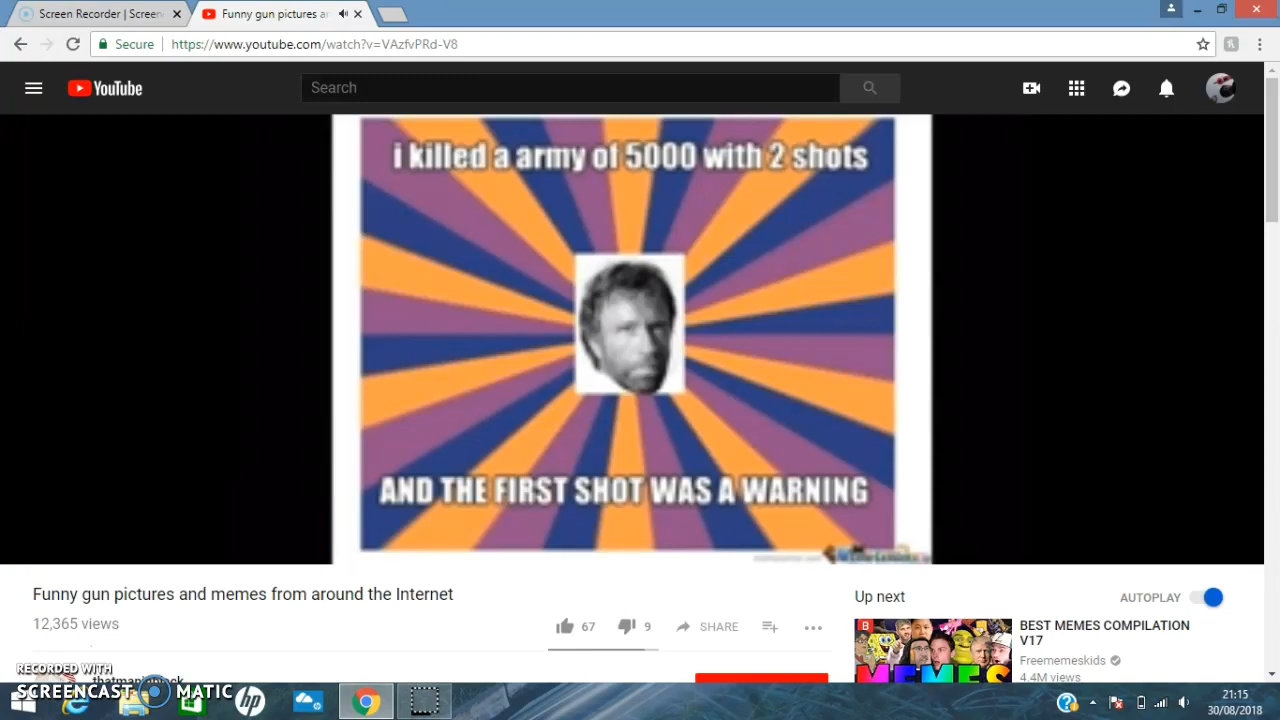 Screen Recorder | Screen
Funny gun pictures a
Secure
https://www.youtube.com/watch?v=VAzfvPRd-V8
YouTube
Search
i killed a army of 5000 with 2 shots
AND THE FIRST SHOT WAS A WARNING
Funny gun pictures and memes from around the Internet
12,365 views
67
9
SHARE
Up next
AUTOPLAY
BEST MEMES COMPILATION
V17
Freememeskids
4.4M views
B
MEMES
RECORDED WITH
SCREENCAST MATIC
hp
21:15
30/08/2018